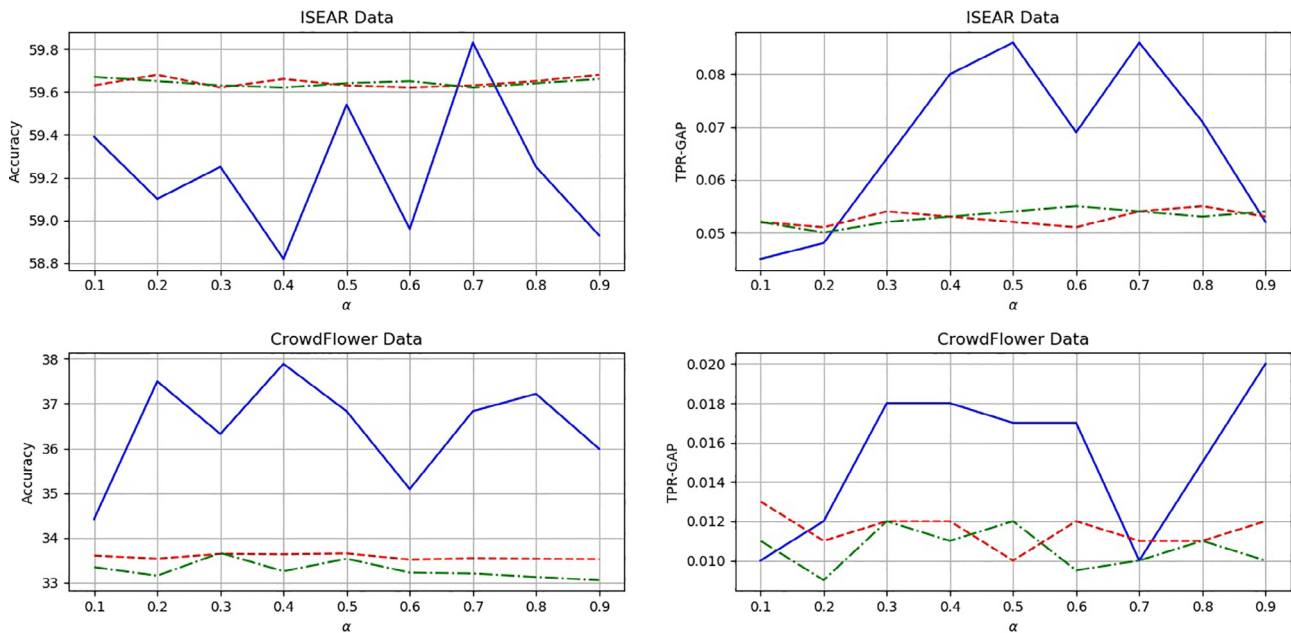 ISEAR Data
Accuracy
59.8
59.6
59.4
59.2
59.0
58.8
0.1 0.2 0.3 0.4 0.5 0.6 0.7 0.8 0.9
α
ISEAR Data
TPR-GAP
0.08
0.07
0.06
0.05
0.1 0.2 0.3 0.4 0.5 0.6 0.7 0.8 0.9
α
CrowdFlower Data
Accuracy
38
37
36
35
34
33
0.1 0.2 0.3 0.4 0.5 0.6 0.7 0.8 0.9
α
CrowdFlower Data
TPR-GAP
0.020
0.018
0.016
0.014
0.012
0.010
0.1 0.2 0.3 0.4 0.5 0.6 0.7 0.8 0.9
α